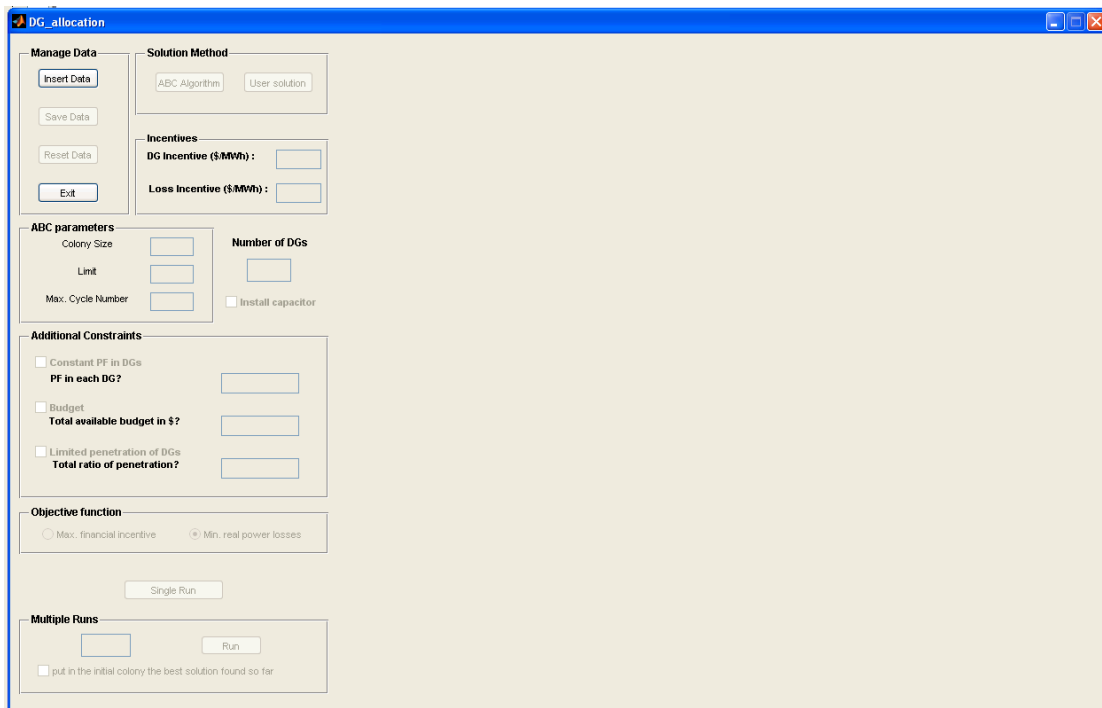 DG_allocation
Manage Data
Insert Data
Save Data
Reset Data
Exit
Solution Method
ABC Algorithm
User solution
Incentives
DG Incentive ($/MWh) :
Loss Incentive ($/MWh) :
ABC parameters
Colony Size
Limit
Max. Cycle Number
Number of DGs
Install capacitor
Additional Constraints
Constant PF in DGs
PF in each DG?
Budget
Total available budget in $?
Limited penetration of DGs
Total ratio of penetration?
Objective function
Max. financial incentive
Min. real power losses
Single Run
Multiple Runs
Run
put in the initial colony the best solution found so far